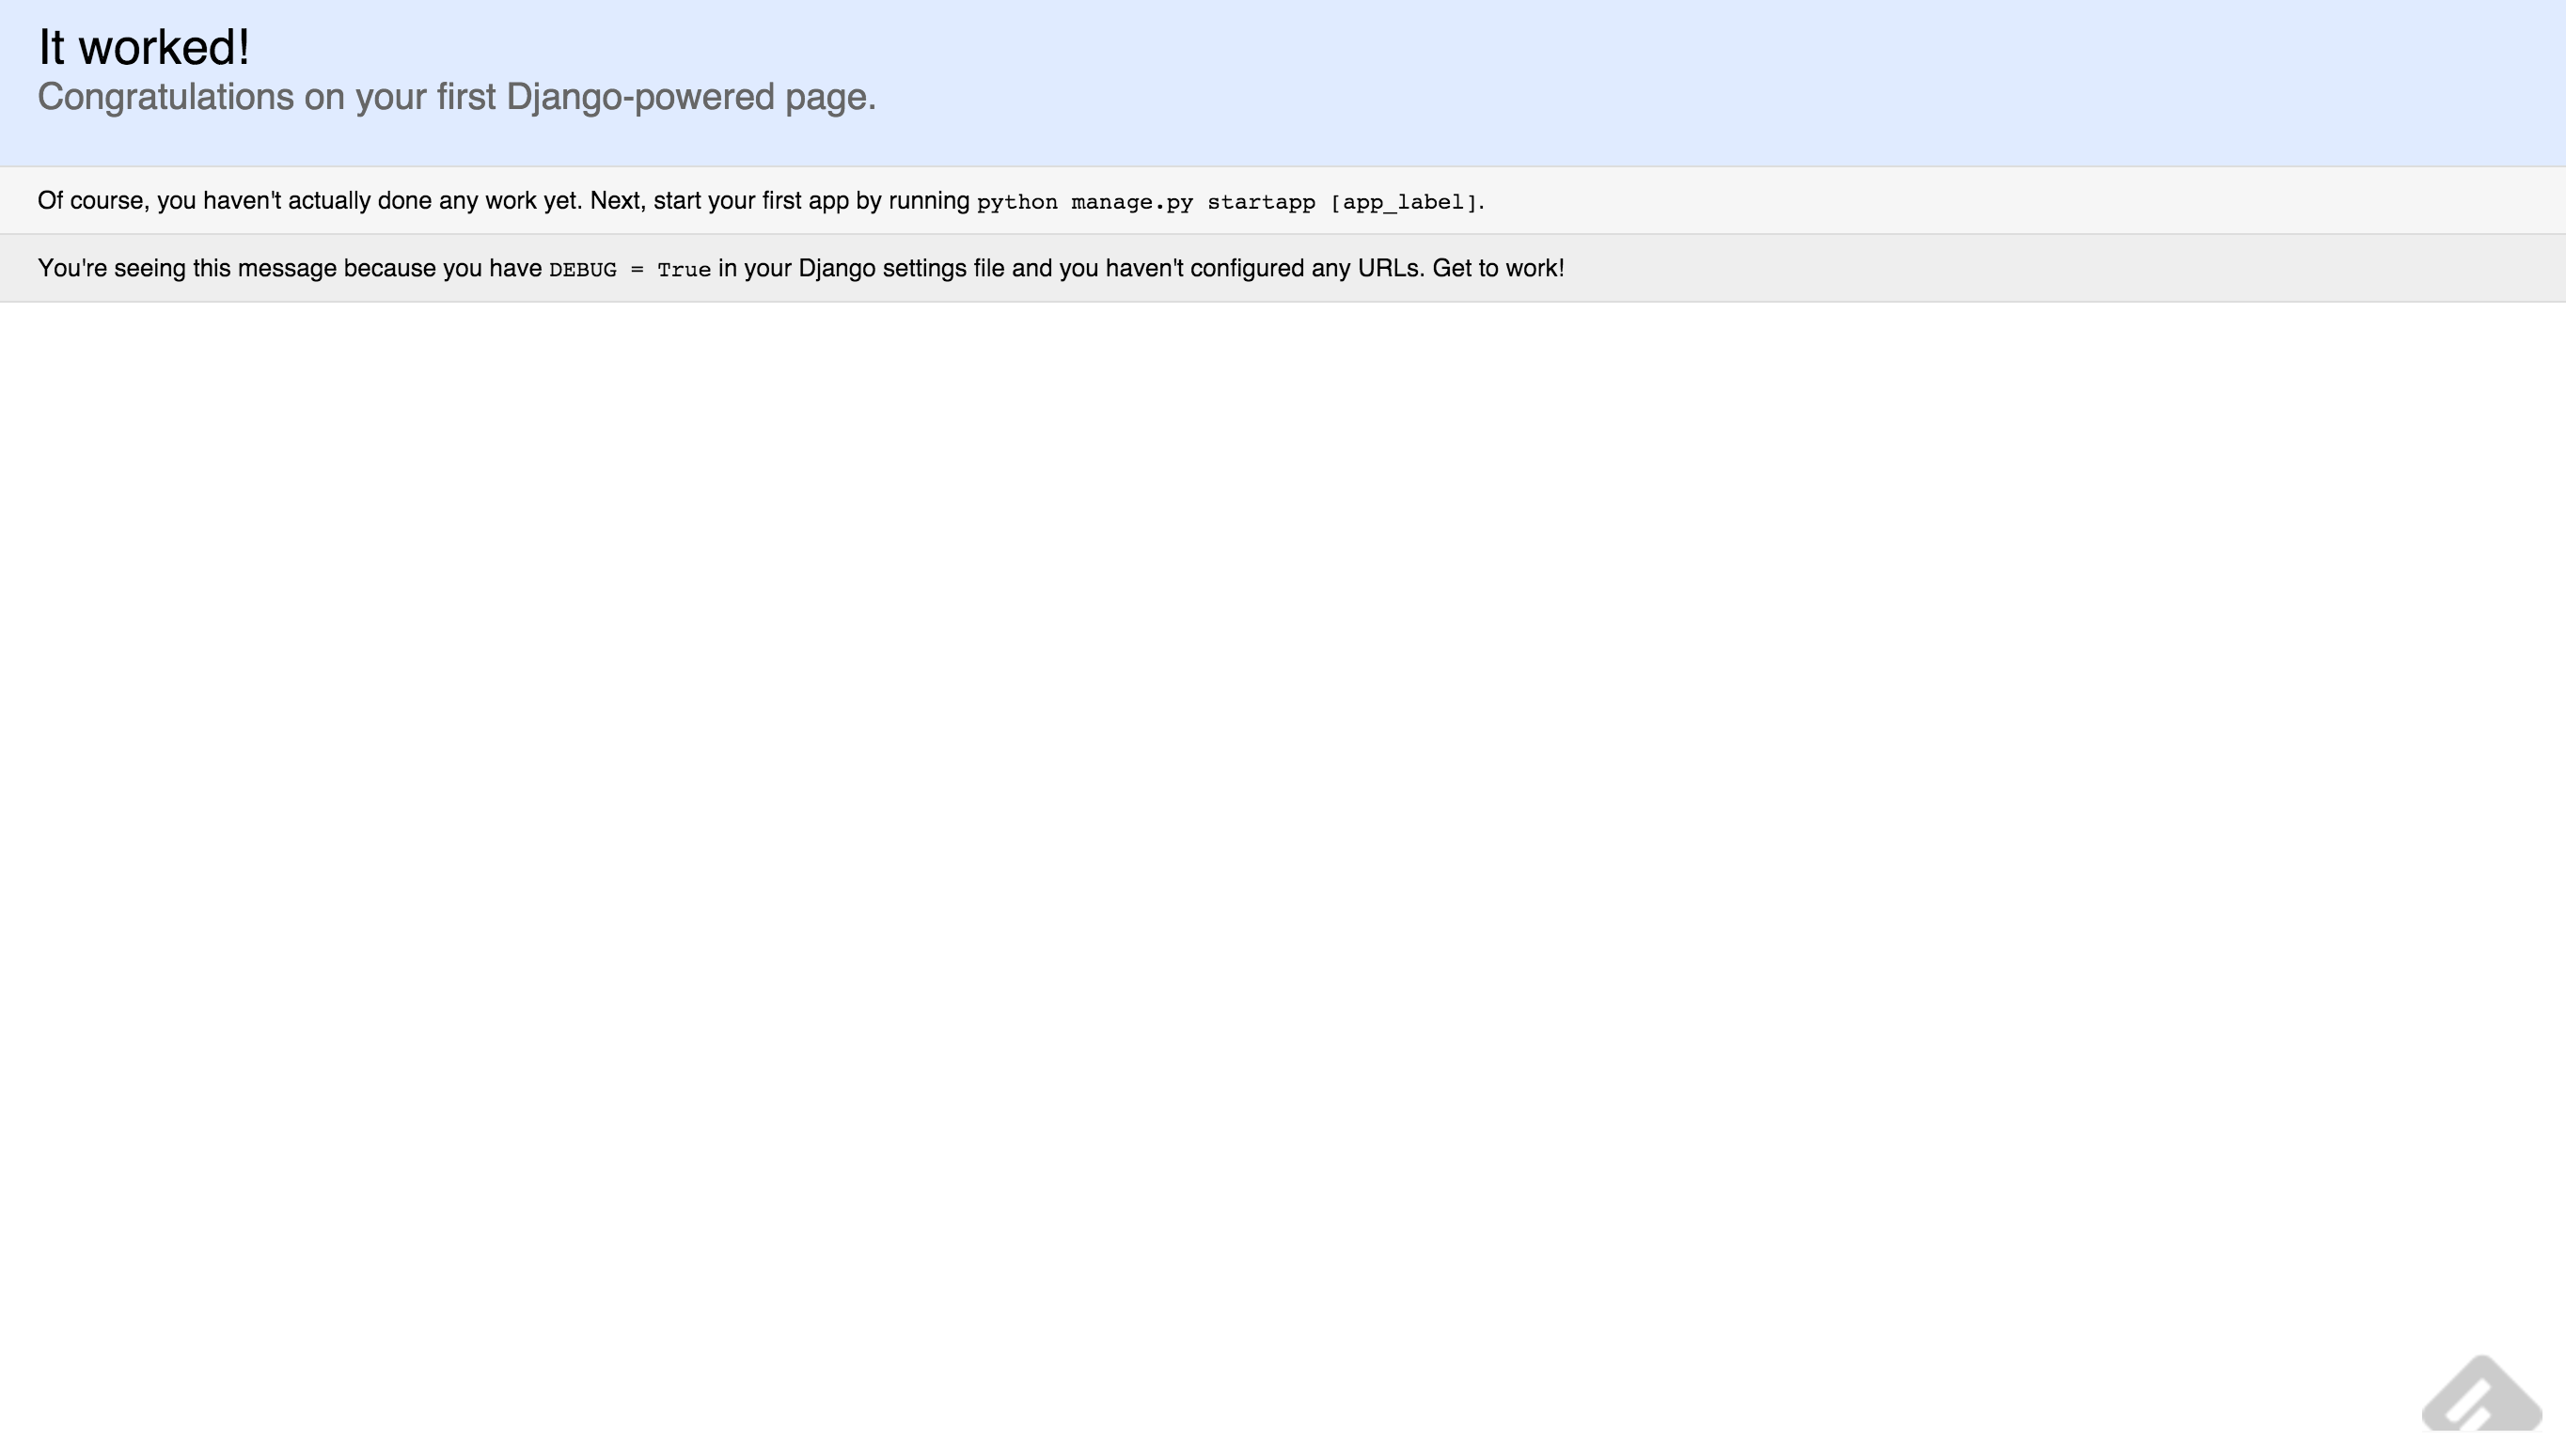 It worked!
Congratulations on your first Django-powered page.
Of course, you haven't actually done any work yet. Next, start your first app by running python manage.py startapp [app_label].
You're seeing this message because you have DEBUG = True in your Django settings file and you haven't configured any URLs. Get to work!